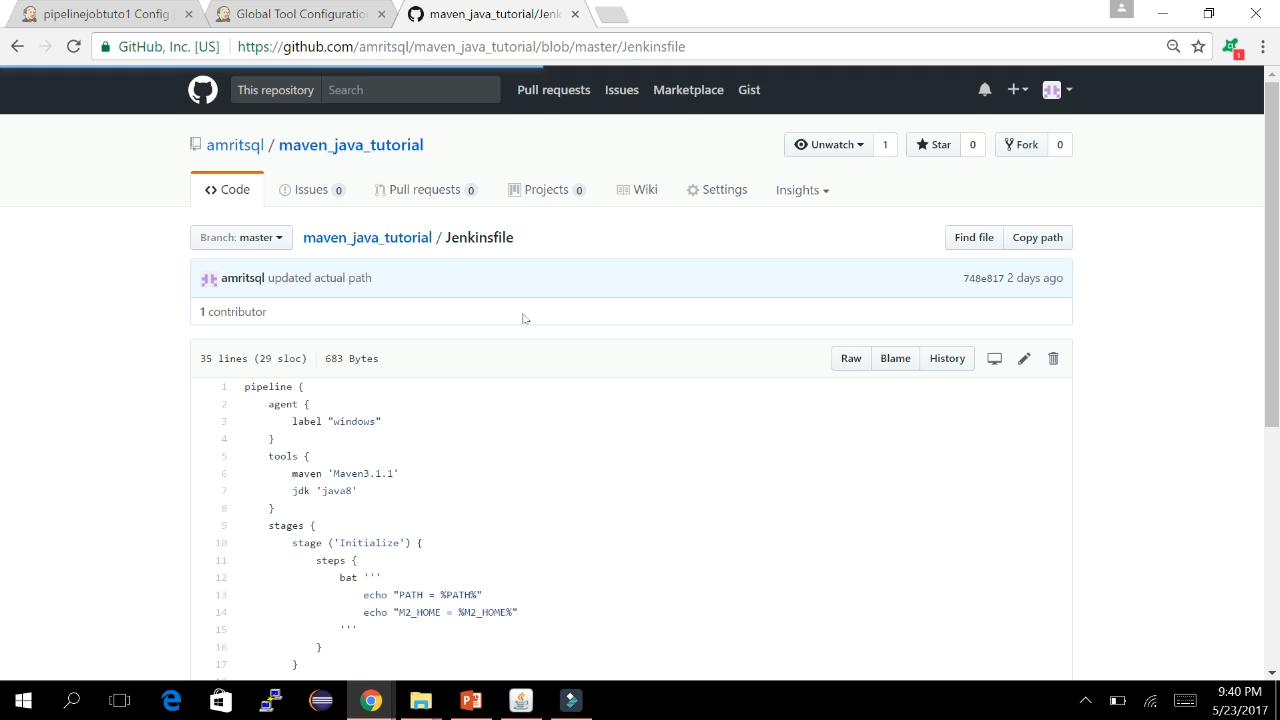 pipelinejobtuto1 Config
Global Tool Configuratio
maven_java_tutorial/Jenk
GitHub, Inc. [US]
https://github.com/amritsql/maven_java_tutorial/blob/master/Jenkinsfile
1
This repository
Search
Pull requests
Issues
Marketplace
Gist
amritsql / maven_java_tutorial
Unwatch
1
Star
0
Fork
0
Code
Issues 0
Pull requests 0
Projects 0
Wiki
Settings
Insights
Branch: master
maven_java_tutorial / Jenkinsfile
Find file
Copy path
amritsql updated actual path
748e817 2 days ago
1 contributor
35 lines (29 sloc)
683 Bytes
Raw
Blame
History
1 pipeline {
2 agent {
3 label "windows"
4 }
5 tools {
6 maven 'Maven3.1.1'
7 jdk 'java8'
8 }
9 stages {
10 stage ('Initialize') {
11 steps {
12 bat '''
13 echo "PATH = %PATH%"
14 echo "M2_HOME = %M2_HOME%"
15 '''
16 }
17 }
9:40 PM
5/23/2017